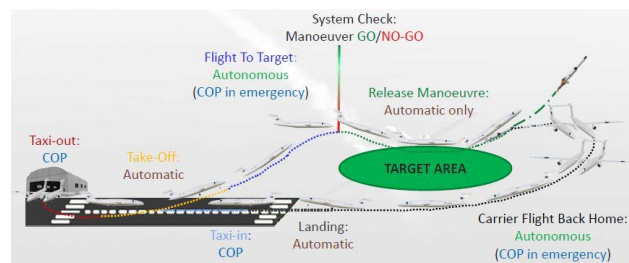 System Check:
Manoeuver GO/NO-GO
Flight To Target:
Autonomous
(COP in emergency)
Release Manoeuvre:
Automatic only
Taxi-out:
COP
Take-Off:
Automatic
TARGET AREA
Taxi-in:
COP
Landing:
Automatic
Carrier Flight Back Home:
Autonomous
(COP in emergency)